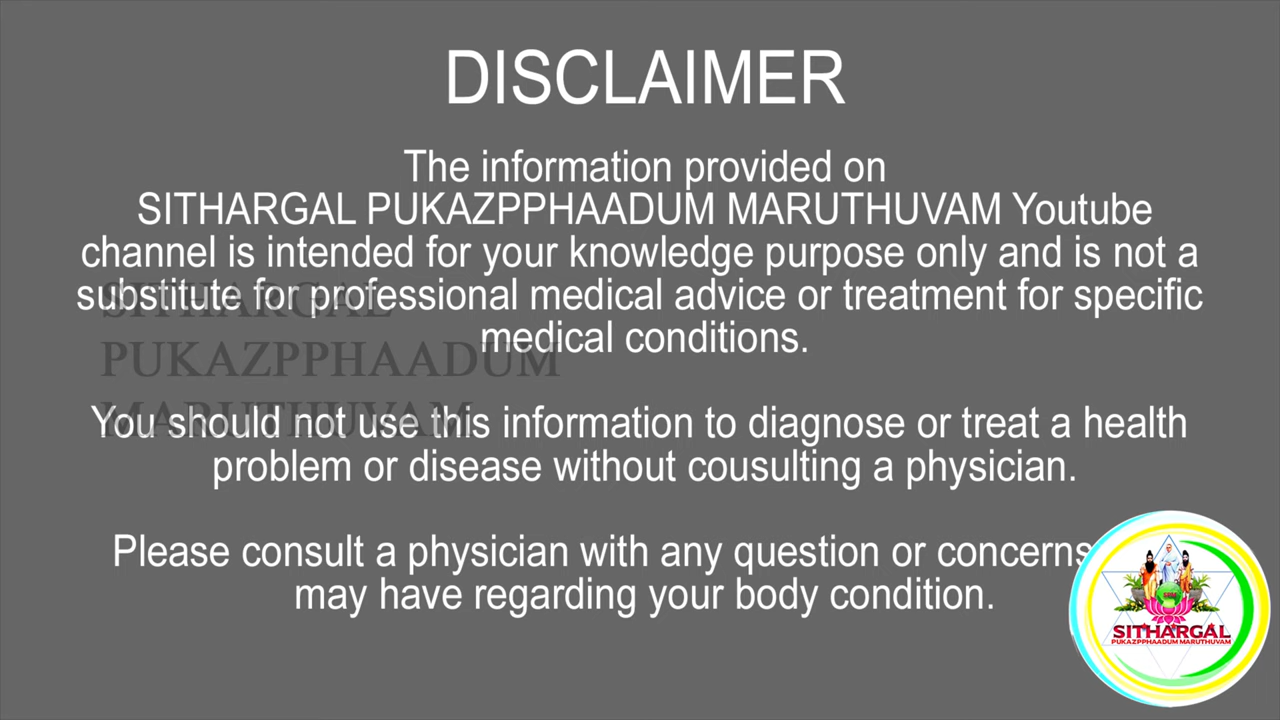 DISCLAIMER
The information provided on
SITHARGAL PUKAZPPHAADUM MARUTHUVAM Youtube
channel is intended for your knowledge purpose only and is not a
substitute for professional medical advice or treatment for specific
medical conditions.
SITHARGAL
PUKAZPPHAADUM
MARUTHUVAM
You should not use this information to diagnose or treat a health
problem or disease without cousulting a physician.
Please consult a physician with any question or concerns
may have regarding your body condition.
SITHARGAL
PUKAZPPHAADUM MARUTHUVAM